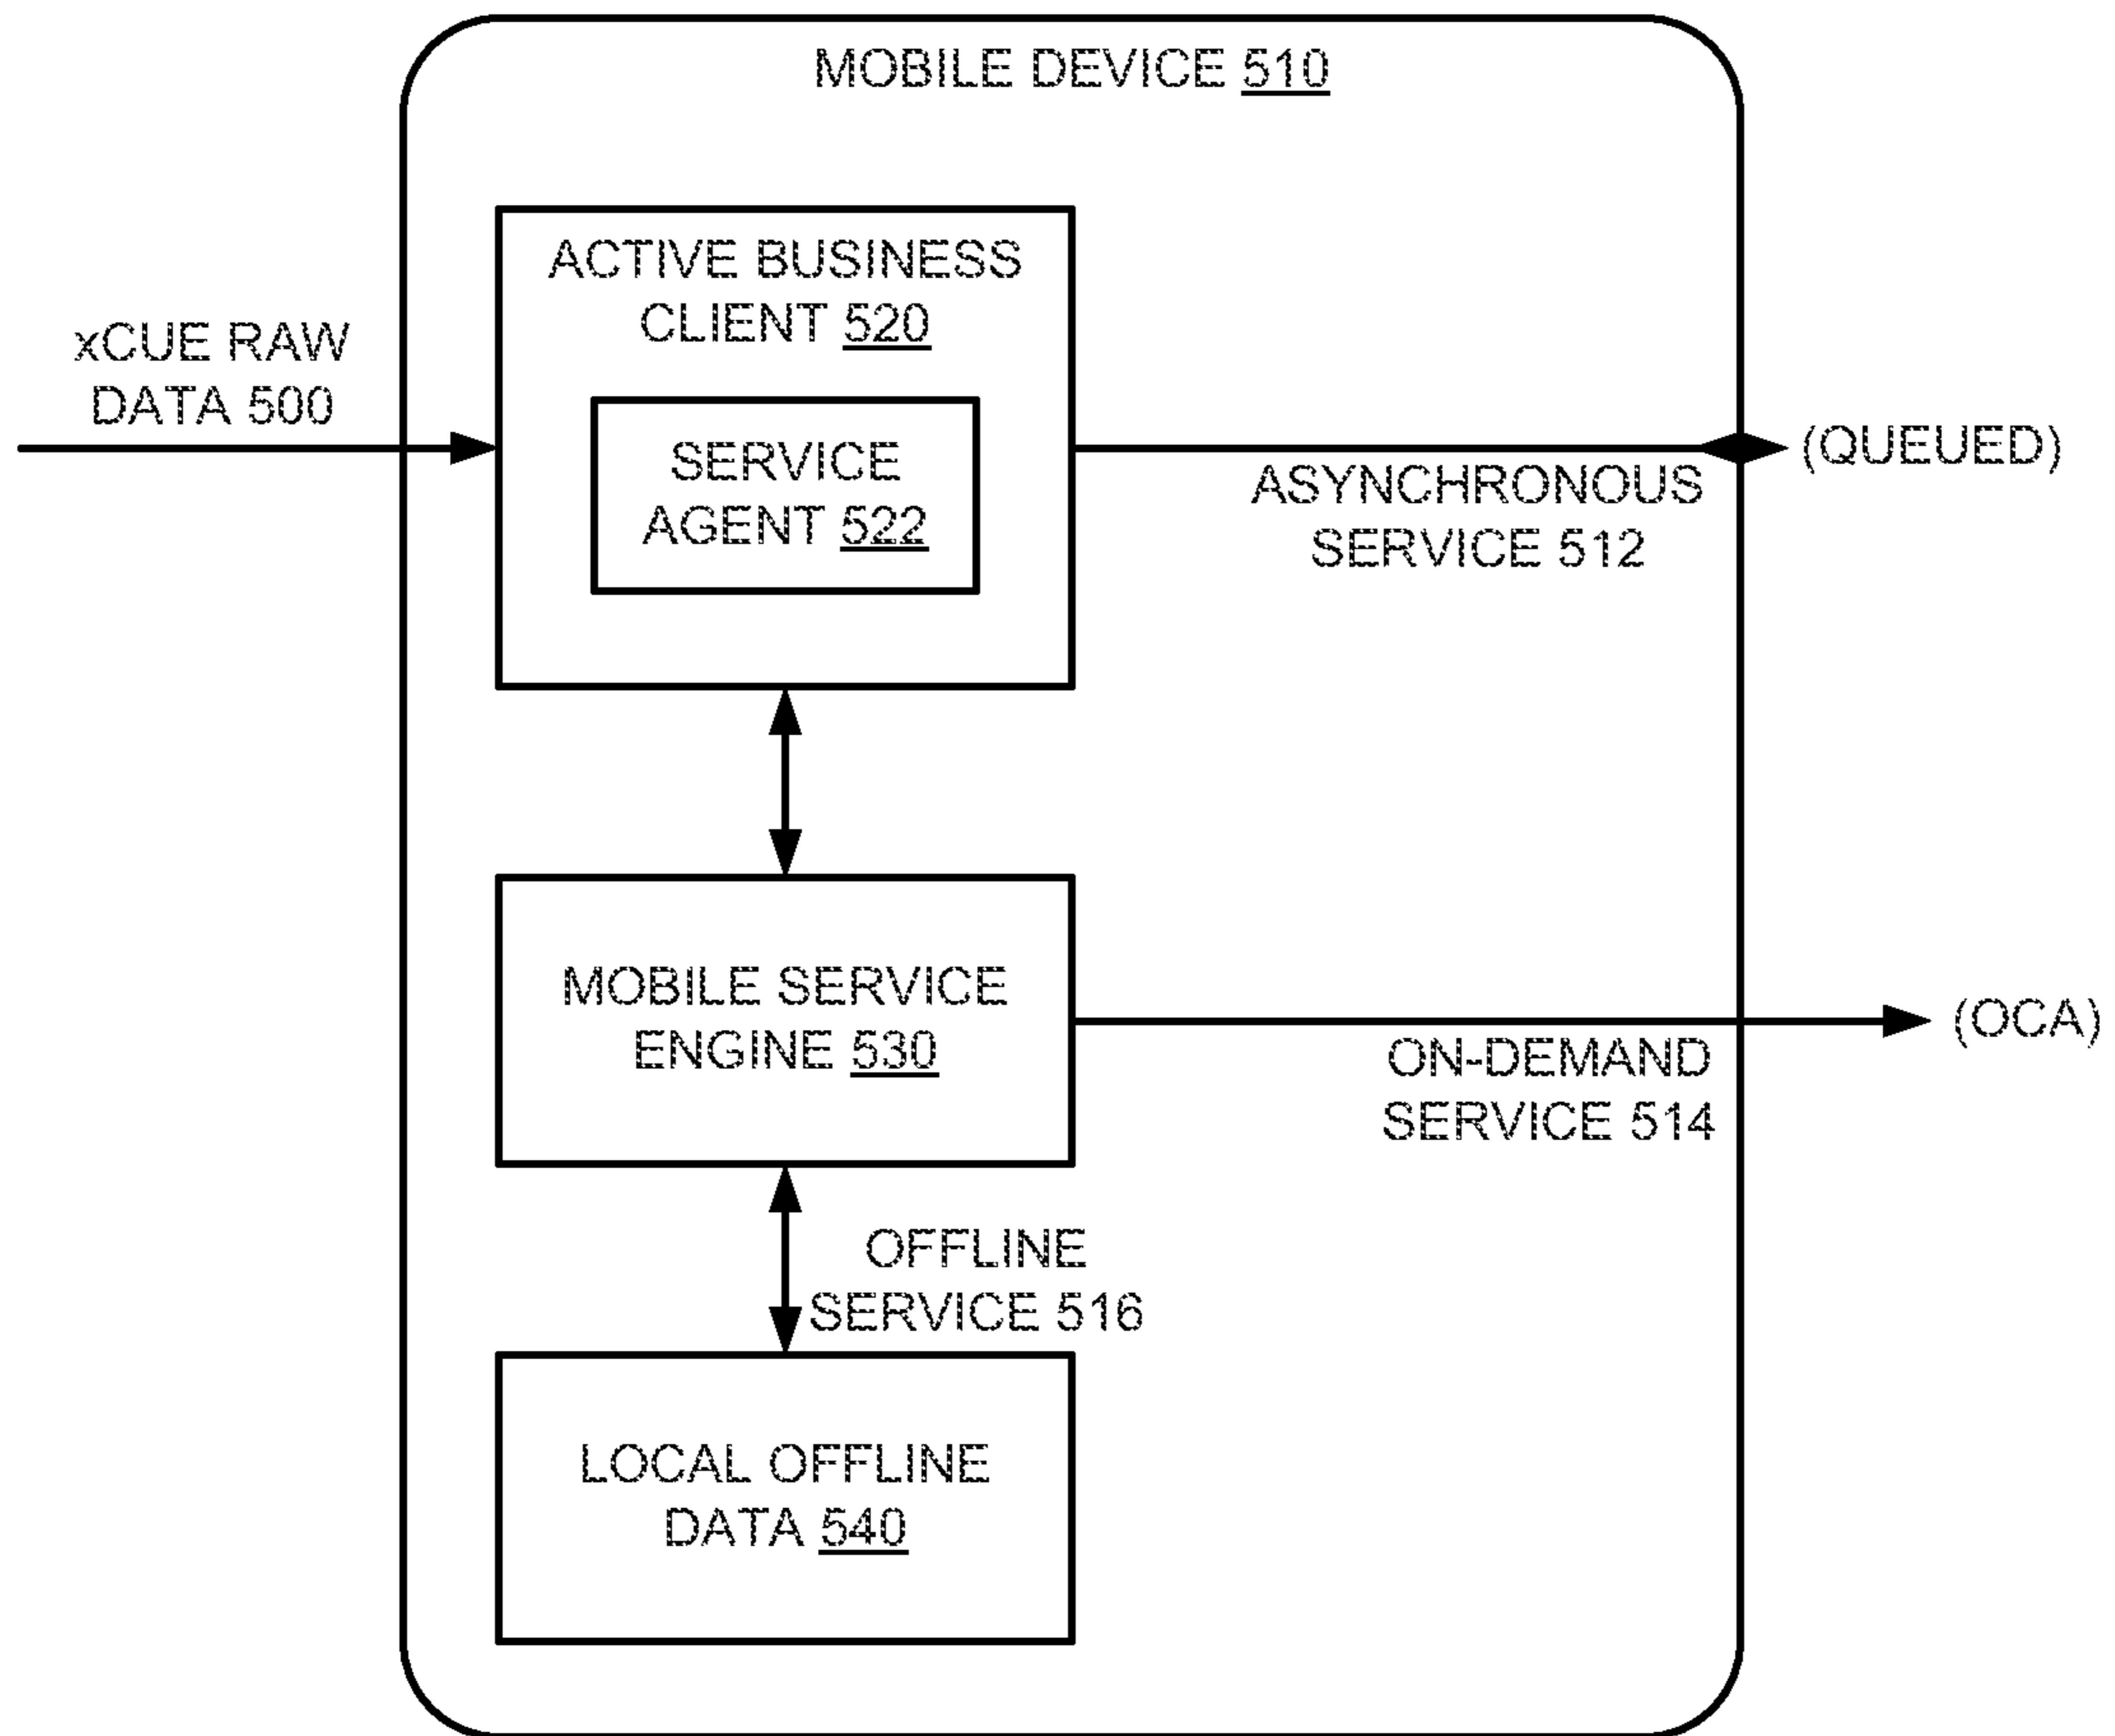 MOBILE DEVICE 510
ACTIVE BUSINESS
CLIENT 520
xCUE RAW
DATA 500
SERVICE
AGENT 522
(QUEUED)
ASYNCHRONOUS
SERVICE 512
MOBILE SERVICE
ENGINE 530
(OCA)
ON-DEMAND
SERVICE 514
OFFLINE
SERVICE 516
LOCAL OFFLINE
DATA 540